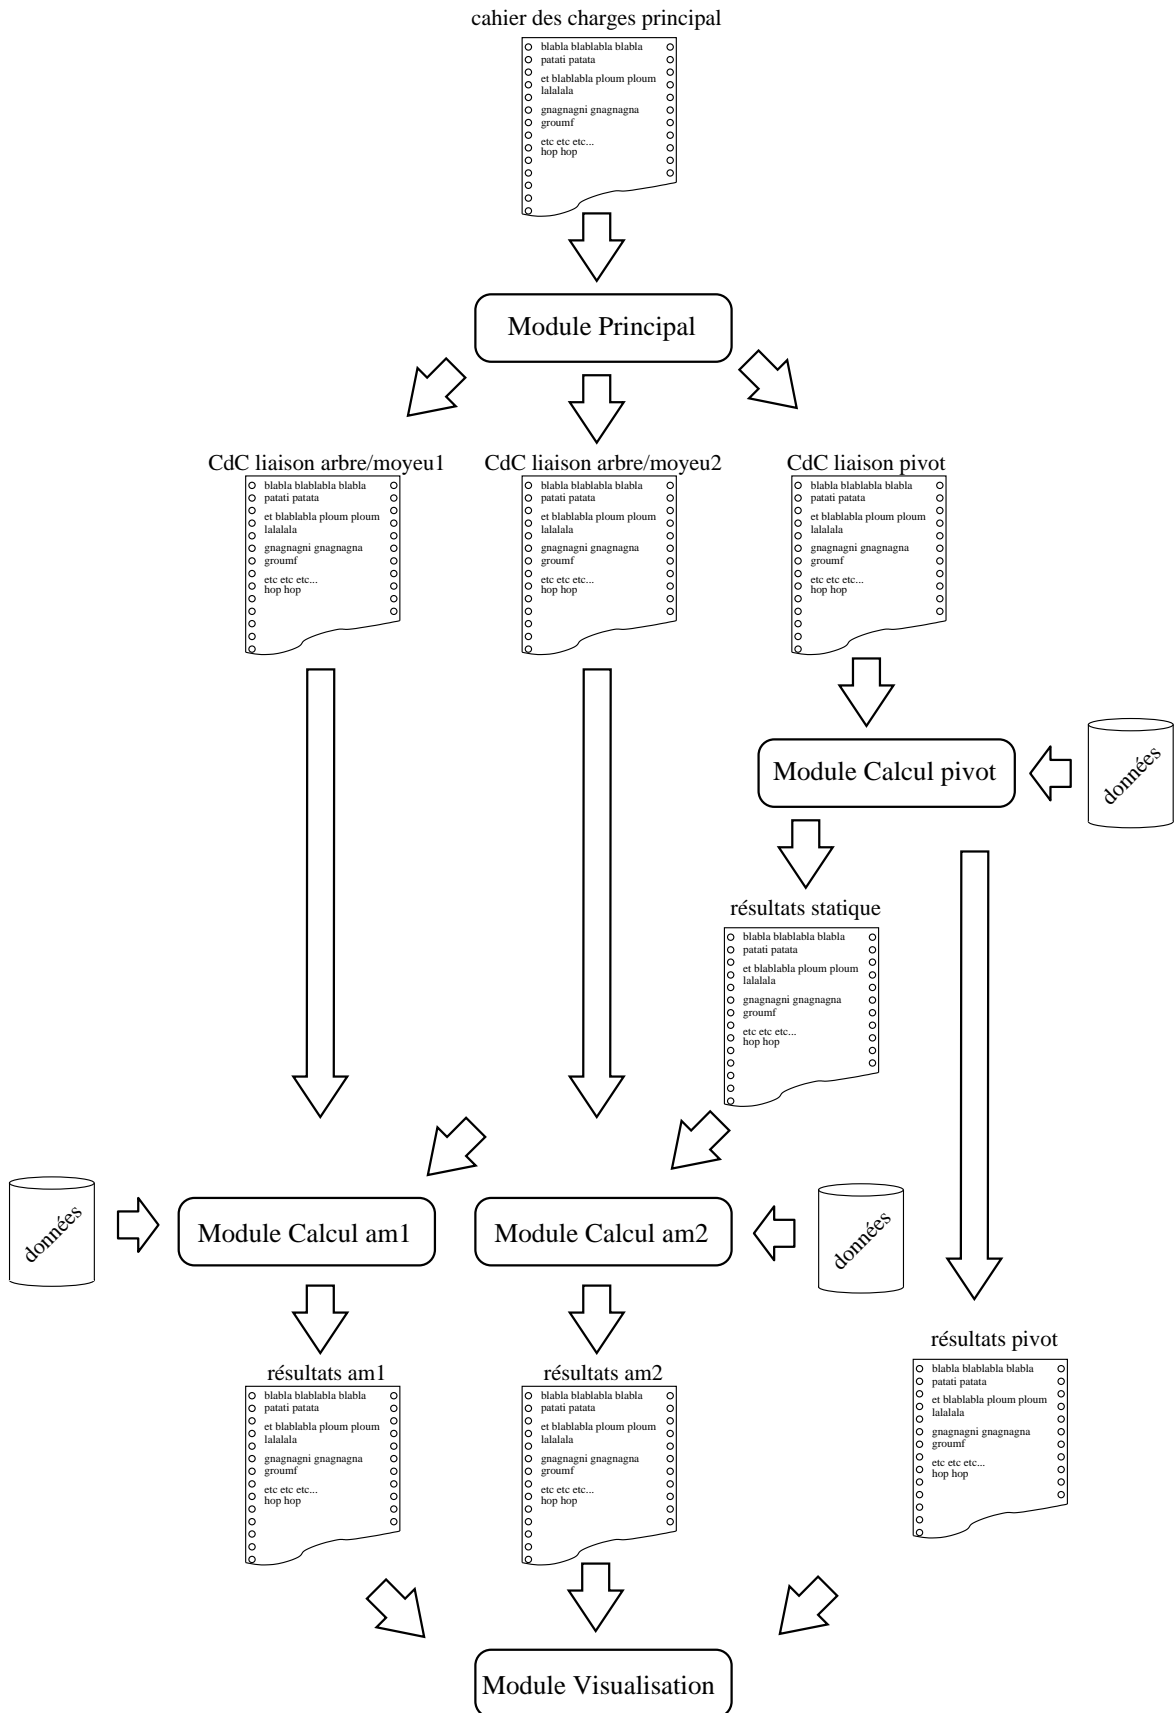 cahier des charges principal
blabla blablabla blabla
patati patata
et blablabla ploum ploum
lalalala
gnagnagni gnagnagna
groumf
etc etc etc...
hop hop
Module Principal
CdC liaison arbre/moyeu1
blabla blablabla blabla
patati patata
et blablabla ploum ploum
lalalala
gnagnagni gnagnagna
groumf
etc etc etc...
hop hop
CdC liaison arbre/moyeu2
blabla blablabla blabla
patati patata
et blablabla ploum ploum
lalalala
gnagnagni gnagnagna
groumf
etc etc etc...
hop hop
CdC liaison pivot
blabla blablabla blabla
patati patata
et blablabla ploum ploum
lalalala
gnagnagni gnagnagna
groumf
etc etc etc...
hop hop
Module Calcul pivot
données
résultats statique
blabla blablabla blabla
patati patata
et blablabla ploum ploum
lalalala
gnagnagni gnagnagna
groumf
etc etc etc...
hop hop
données
Module Calcul am1
Module Calcul am2
données
résultats am1
blabla blablabla blabla
patati patata
et blablabla ploum ploum
lalalala
gnagnagni gnagnagna
groumf
etc etc etc...
hop hop
résultats am2
blabla blablabla blabla
patati patata
et blablabla ploum ploum
lalalala
gnagnagni gnagnagna
groumf
etc etc etc...
hop hop
résultats pivot
blabla blablabla blabla
patati patata
et blablabla ploum ploum
lalalala
gnagnagni gnagnagna
groumf
etc etc etc...
hop hop
Module Visualisation